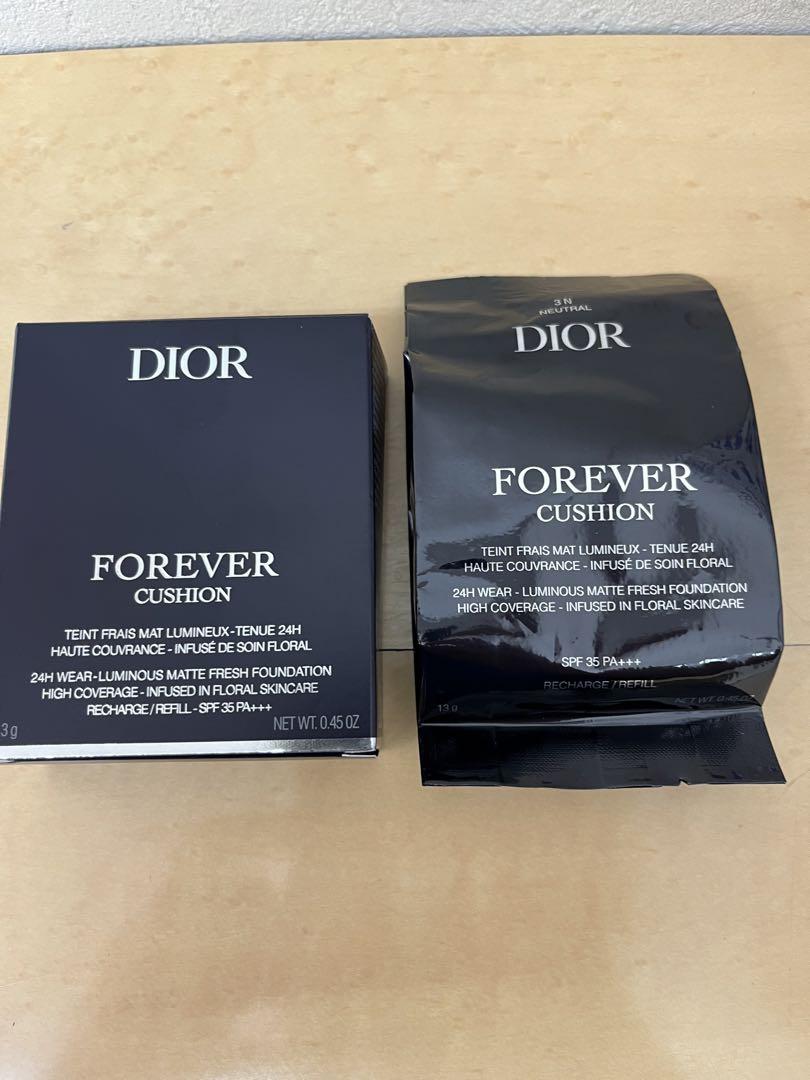 DIOR
FOREVER
CUSHION
TEINT FRAIS MAT LUMINEUX-TENUE 24H
HAUTE COUVRANCE - INFUSÉ DE SOIN FLORAL
24H WEAR-LUMINOUS MATTE FRESH FOUNDATION
HIGH COVERAGE - INFUSED IN FLORAL SKINCARE
RECHARGE/REFILL-SPF 35 PA+++
3 g NET WT. 0.45 OZ
3 N
NEUTRAL
DIOR
FOREVER
CUSHION
TEINT FRAIS MAT LUMINEUX - TENUE 24H
HAUTE COUVRANCE - INFUSÉ DE SOIN FLORAL
24H WEAR - LUMINOUS MATTE FRESH FOUNDATION
HIGH COVERAGE - INFUSED IN FLORAL SKINCARE
SPF 35 PA+++
RECHARGE / REFILL
13 g NET WT. 0.45 OZ